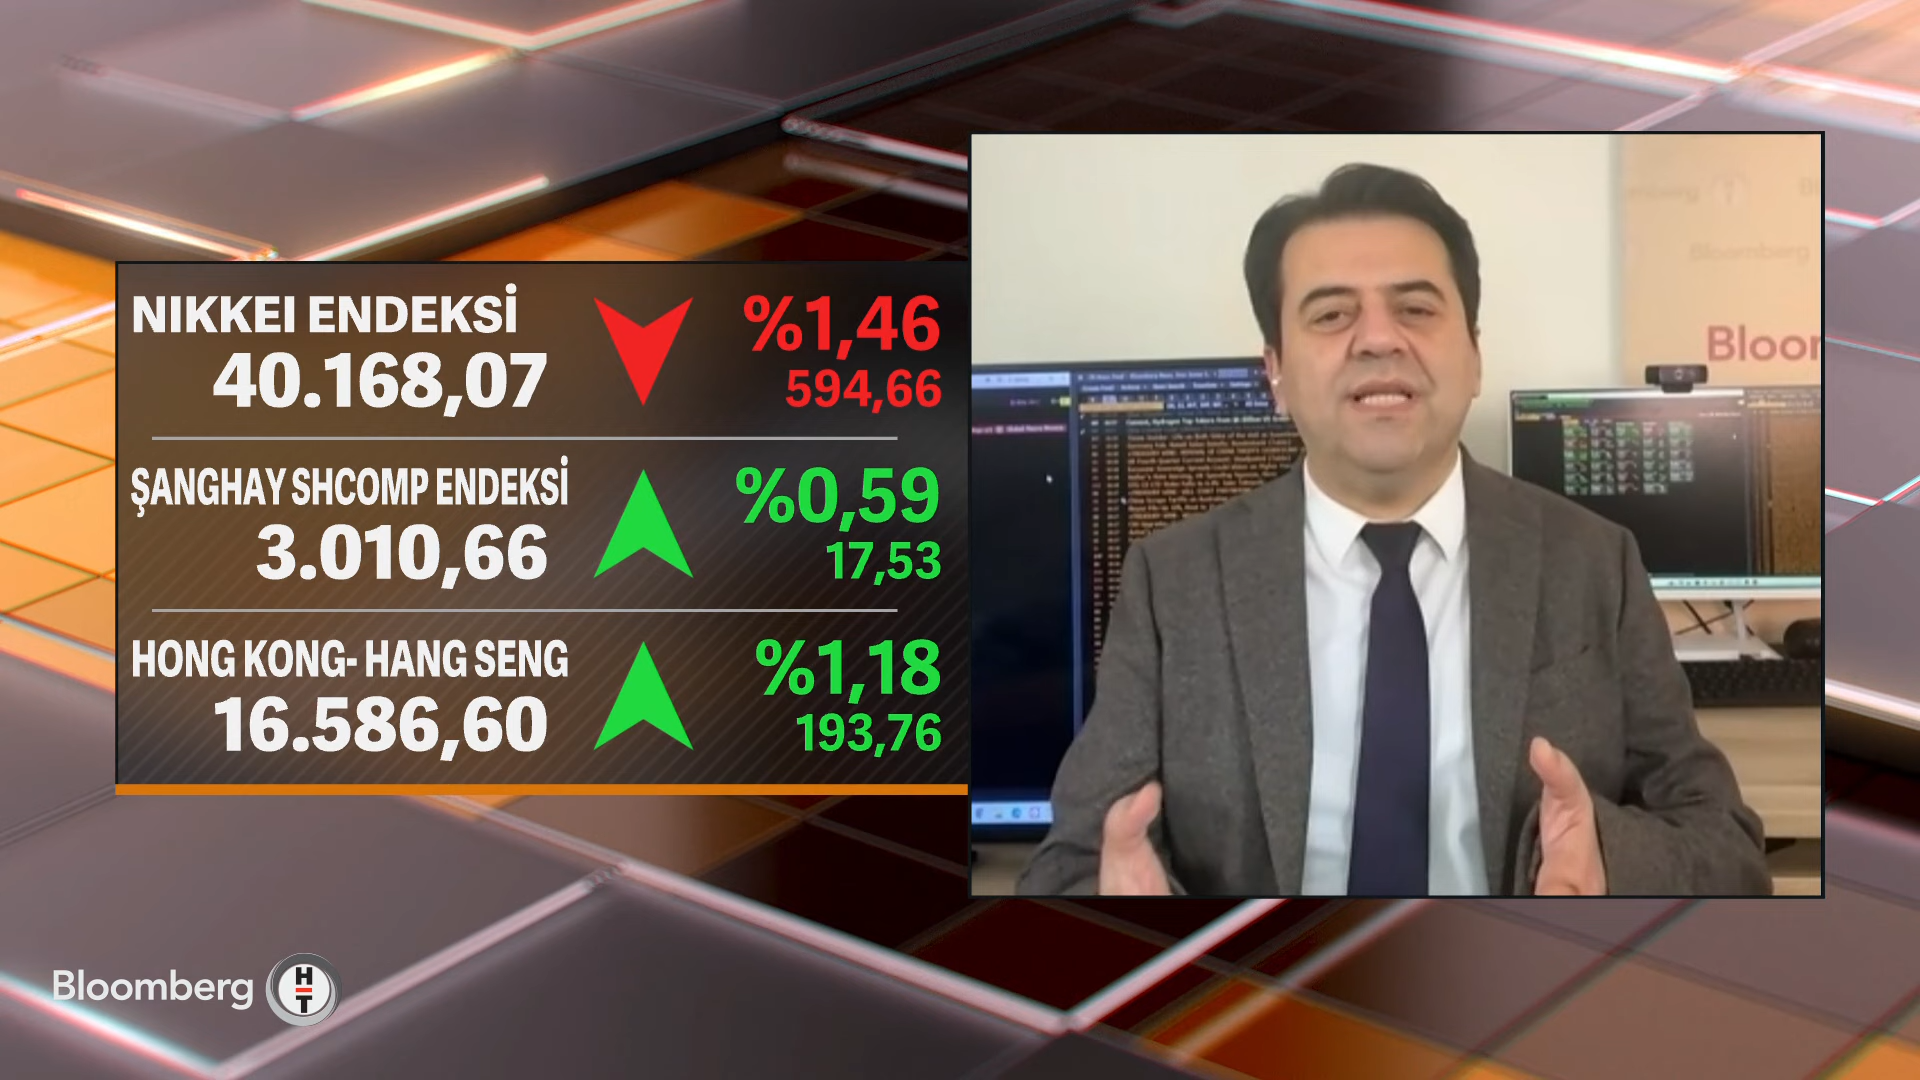 NIKKEI ENDEKSİ
40.168,07
%1,46
594,66
ŞANGHAY SHCOMP ENDEKSİ
3.010,66
%0,59
17,53
HONG KONG- HANG SENG
16.586,60
%1,18
193,76
Bloomberg
Bloom
Bloomberg HT